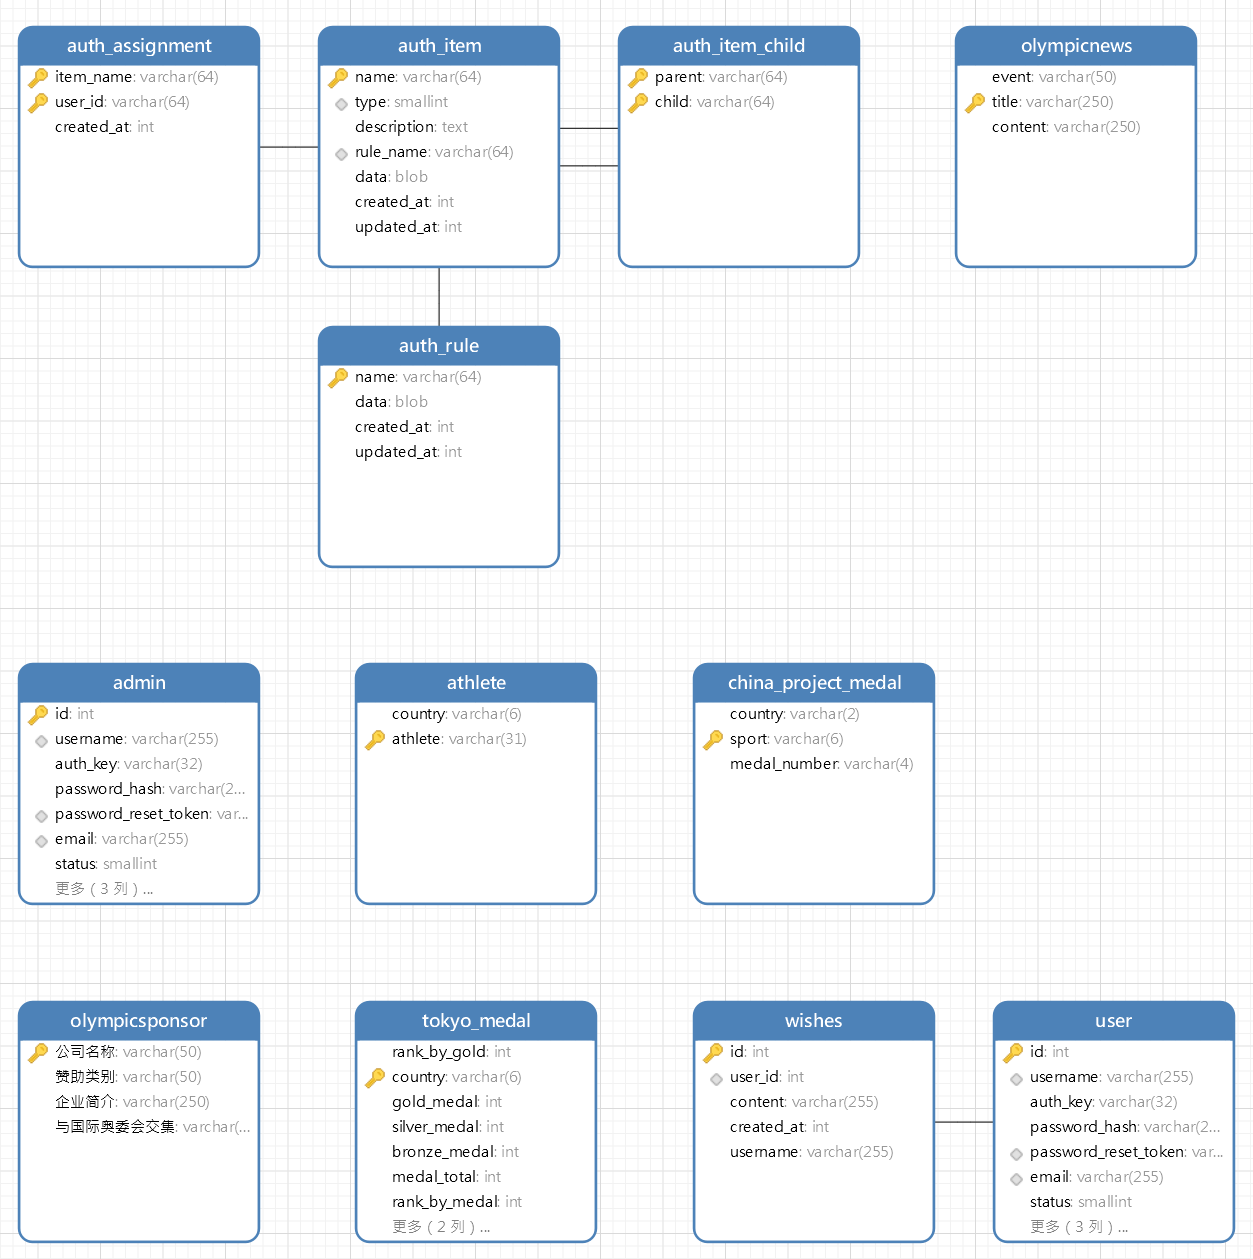 auth_assignment
item_name: varchar(64)
user_id: varchar(64)
created_at: int
auth_item
name: varchar(64)
type: smallint
description: text
rule_name: varchar(64)
data: blob
created_at: int
updated_at: int
auth_item_child
parent: varchar(64)
child: varchar(64)
olympicnews
event: varchar(50)
title: varchar(250)
content: varchar(250)
auth_rule
name: varchar(64)
data: blob
created_at: int
updated_at: int
admin
id: int
username: varchar(255)
auth_key: varchar(32)
password_hash: varchar(2...
password_reset_token: var...
email: varchar(255)
status: smallint
更多（3 列）...
athlete
country: varchar(6)
athlete: varchar(31)
china_project_medal
country: varchar(2)
sport: varchar(6)
medal_number: varchar(4)
olympicsponsor
公司名称: varchar(50)
赞助类别: varchar(50)
企业简介: varchar(250)
与国际奥委会交集: varchar(...
tokyo_medal
rank_by_gold: int
country: varchar(6)
gold_medal: int
silver_medal: int
bronze_medal: int
medal_total: int
rank_by_medal: int
更多（2 列）...
wishes
id: int
user_id: int
content: varchar(255)
created_at: int
username: varchar(255)
user
id: int
username: varchar(255)
auth_key: varchar(32)
password_hash: varchar(2...
password_reset_token: var...
email: varchar(255)
status: smallint
更多（3 列）...